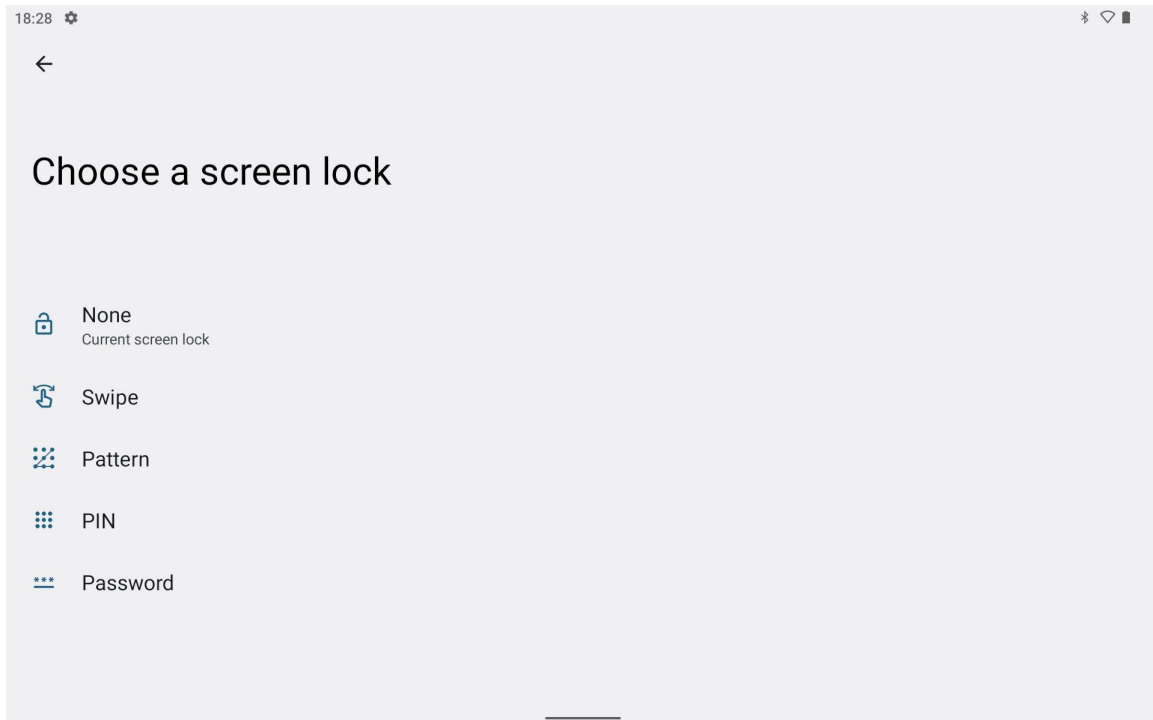 18:28
Choose a screen lock
None
Current screen lock
Swipe
Pattern
PIN
Password